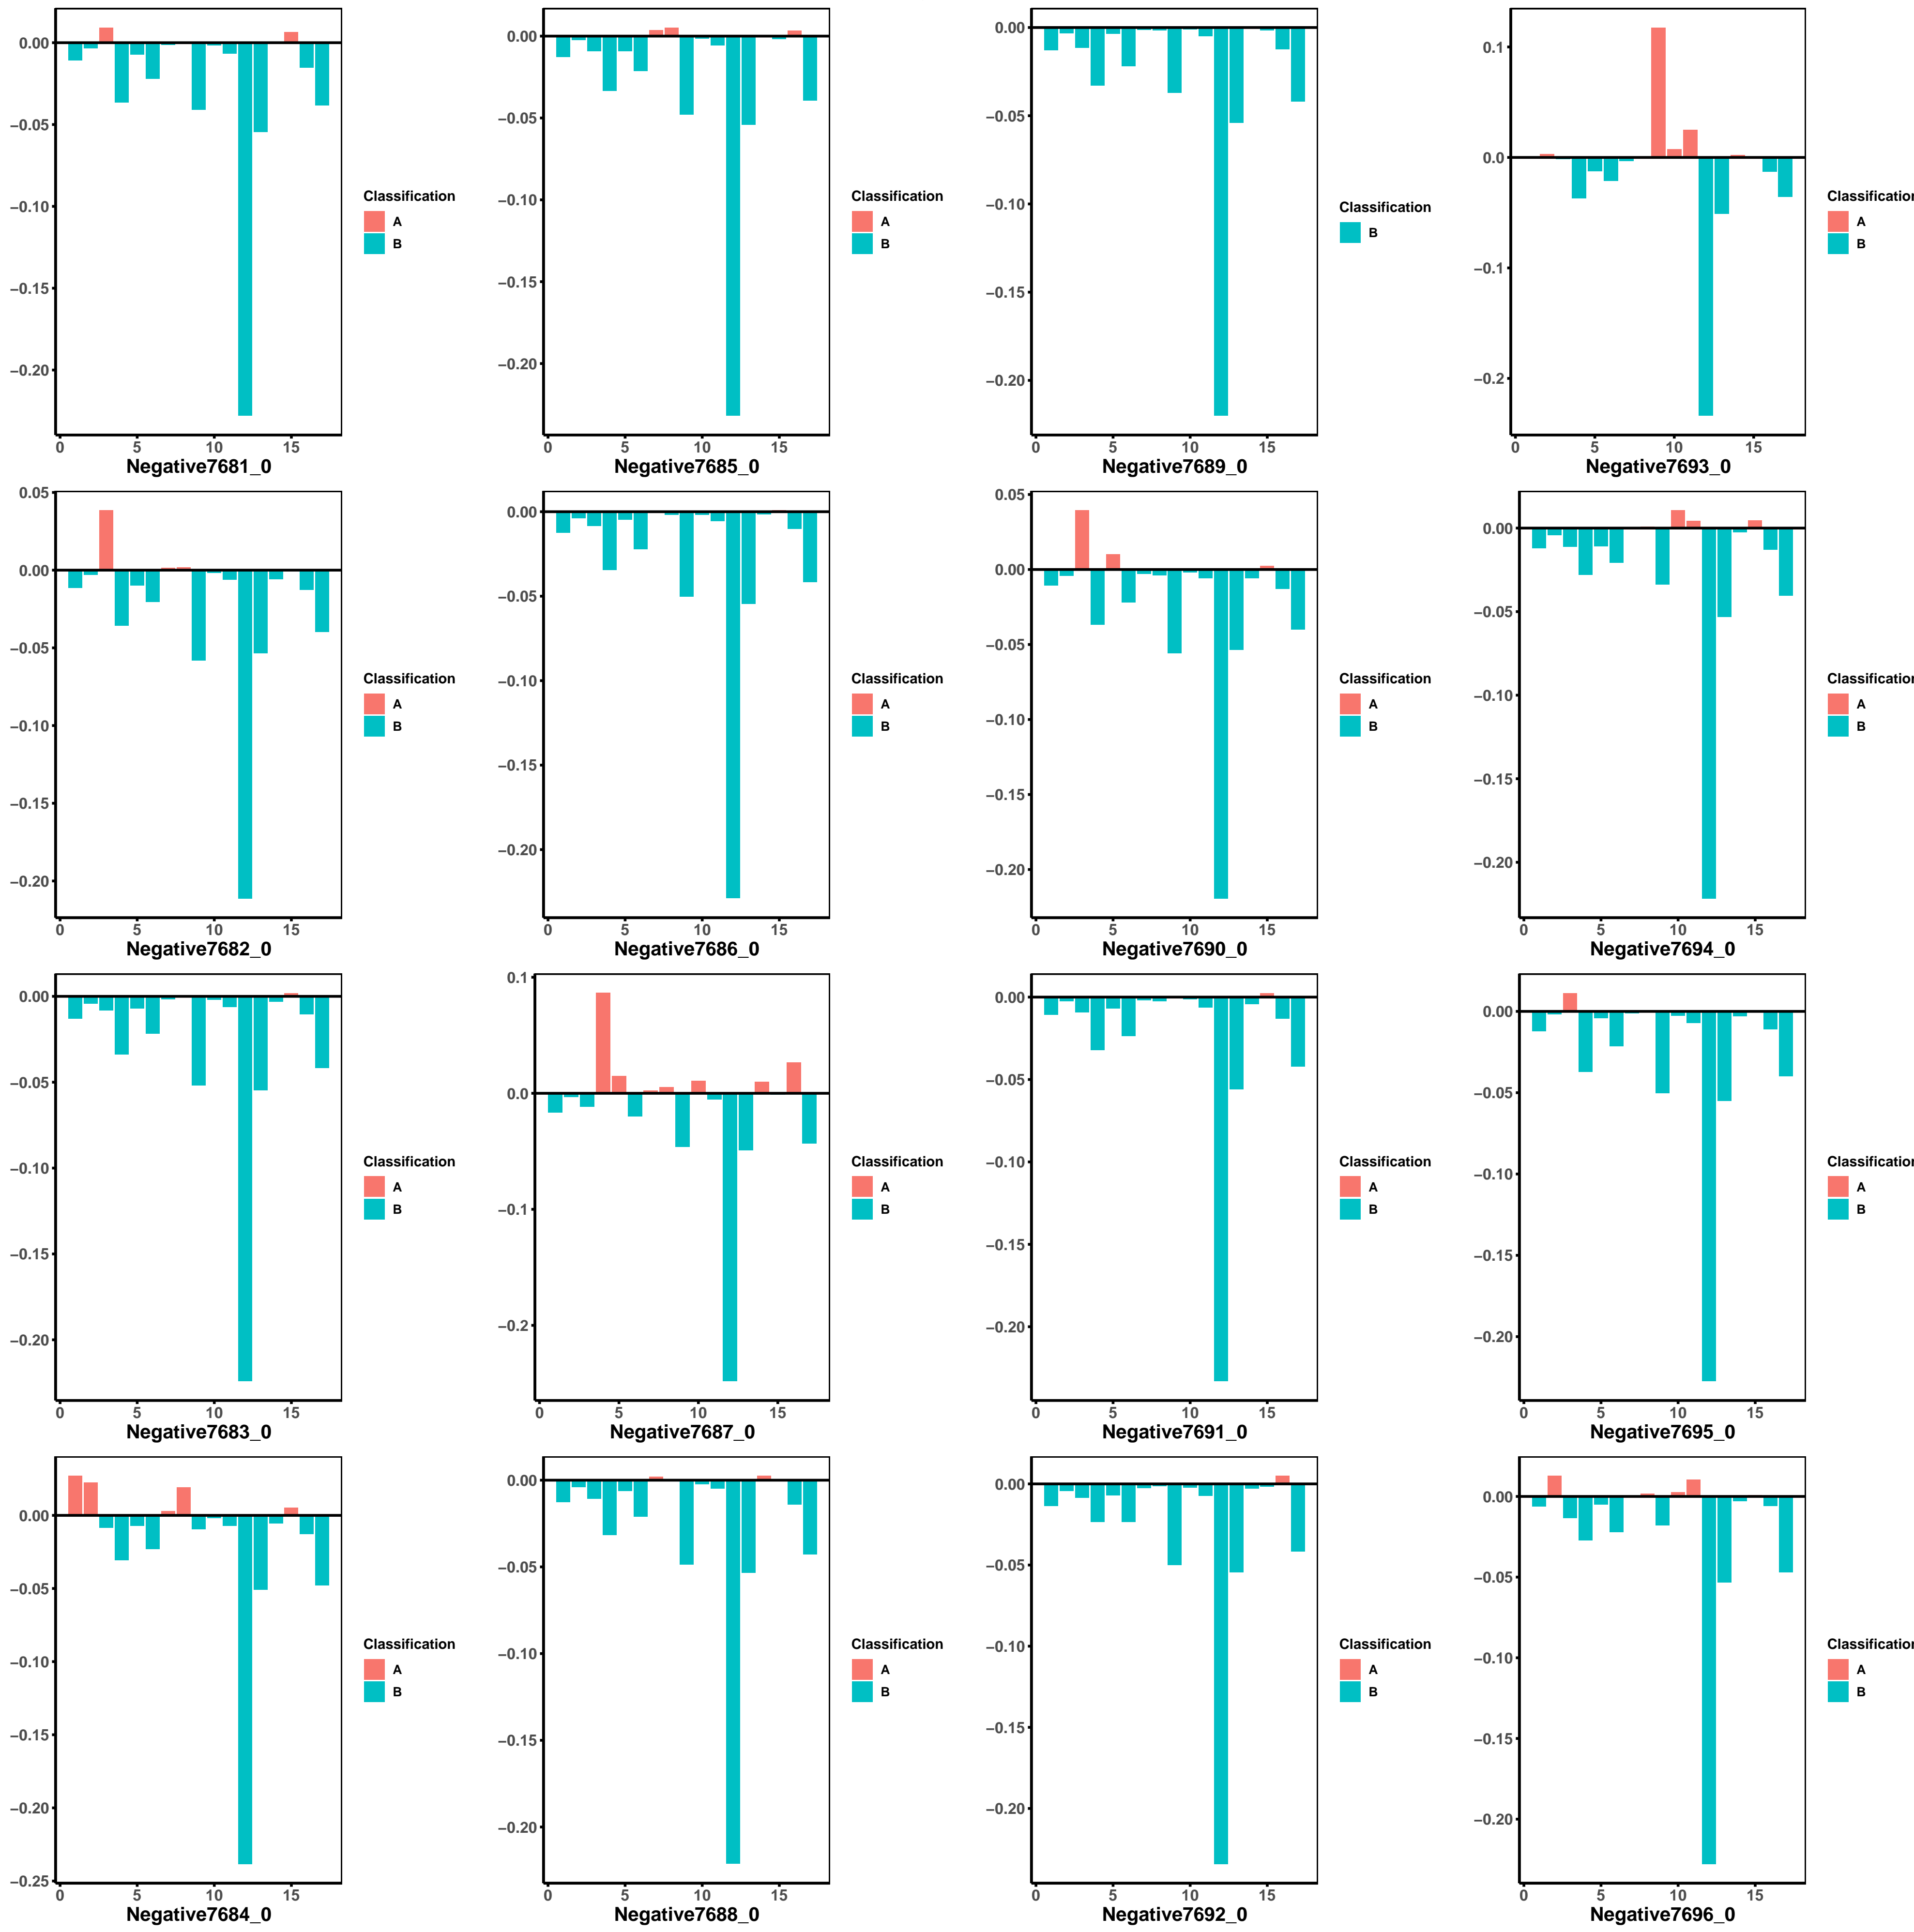 0.00
−0.05
−0.10
−0.15
−0.20
0 5 10 15
Negative7681_0
Classification
A
B
0.00
−0.05
−0.10
−0.15
−0.20
0 5 10 15
Negative7685_0
Classification
A
B
0.00
−0.05
−0.10
−0.15
−0.20
0 5 10 15
Negative7689_0
Classification
B
0.1
0.0
−0.1
−0.2
0 5 10 15
Negative7693_0
Classification
A
B
0.05
0.00
−0.05
−0.10
−0.15
−0.20
0 5 10 15
Negative7682_0
Classification
A
B
0.00
−0.05
−0.10
−0.15
−0.20
0 5 10 15
Negative7686_0
Classification
A
B
0.05
0.00
−0.05
−0.10
−0.15
−0.20
0 5 10 15
Negative7690_0
Classification
A
B
0.00
−0.05
−0.10
−0.15
−0.20
0 5 10 15
Negative7694_0
Classification
A
B
0.00
−0.05
−0.10
−0.15
−0.20
0 5 10 15
Negative7683_0
Classification
A
B
0.1
0.0
−0.1
−0.2
0 5 10 15
Negative7687_0
Classification
A
B
0.00
−0.05
−0.10
−0.15
−0.20
0 5 10 15
Negative7691_0
Classification
A
B
0.00
−0.05
−0.10
−0.15
−0.20
0 5 10 15
Negative7695_0
Classification
A
B
0.00
−0.05
−0.10
−0.15
−0.20
−0.25
0 5 10 15
Negative7684_0
Classification
A
B
0.00
−0.05
−0.10
−0.15
−0.20
0 5 10 15
Negative7688_0
Classification
A
B
0.00
−0.05
−0.10
−0.15
−0.20
0 5 10 15
Negative7692_0
Classification
A
B
0.00
−0.05
−0.10
−0.15
−0.20
0 5 10 15
Negative7696_0
Classification
A
B